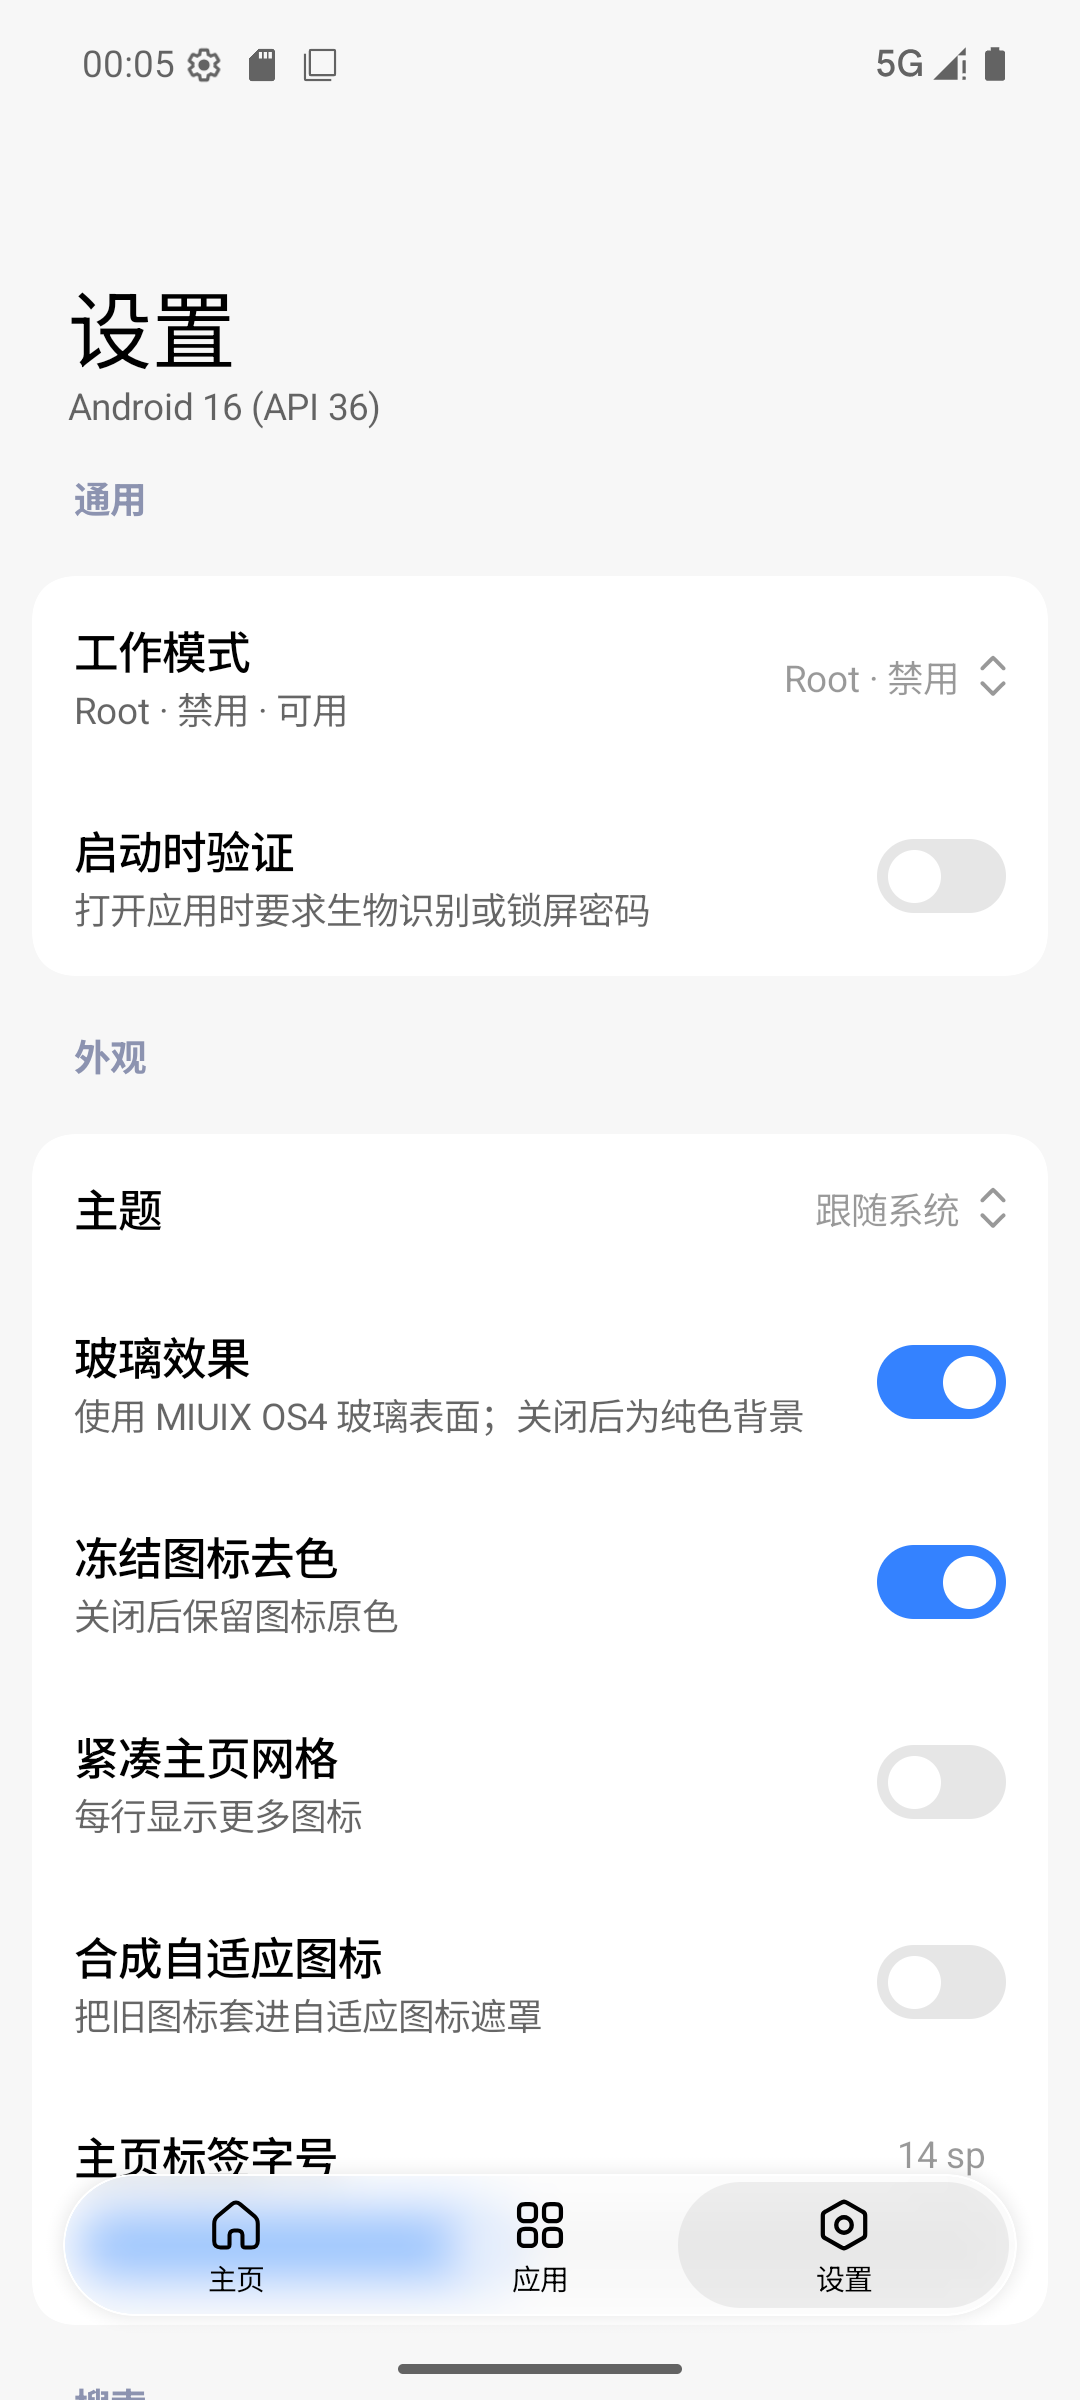 00:05
5G
设置
Android 16 (API 36)
通用
工作模式
Root · 禁用 · 可用
Root · 禁用
启动时验证
打开应用时要求生物识别或锁屏密码
外观
主题
跟随系统
玻璃效果
使用 MIUIX OS4 玻璃表面；关闭后为纯色背景
冻结图标去色
关闭后保留图标原色
紧凑主页网格
每行显示更多图标
合成自适应图标
把旧图标套进自适应图标遮罩
主页标签字号
14 sp
主页
应用
设置
搜索